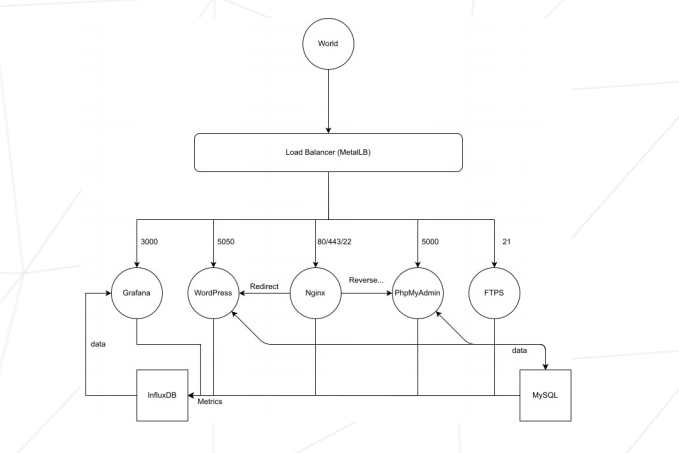 World
Load Balancer (MetalLB)
3000
5050
80/443/22
5000
21
Grafana
WordPress
Redirect
Nginx
Reverse...
PhpMyAdmin
FTPS
data
data
InfluxDB
Metrics
MySQL